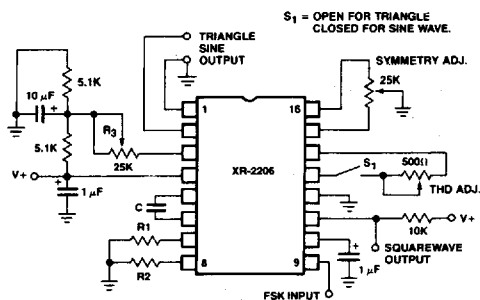 S1 = OPEN FOR TRIANGLE
CLOSED FOR SINE WAVE.
TRIANGLE
SINE
OUTPUT
SYMMETRY ADJ.
25K
5.1K
10 μF
+
R3
25K
5.1K
V+
+
1 μF
C
R1
R2
1
16
XR-2206
8
9
S1
500Ω
THD ADJ.
V+
10K
SQUAREWAVE
OUTPUT
+
1 μF
FSK INPUT